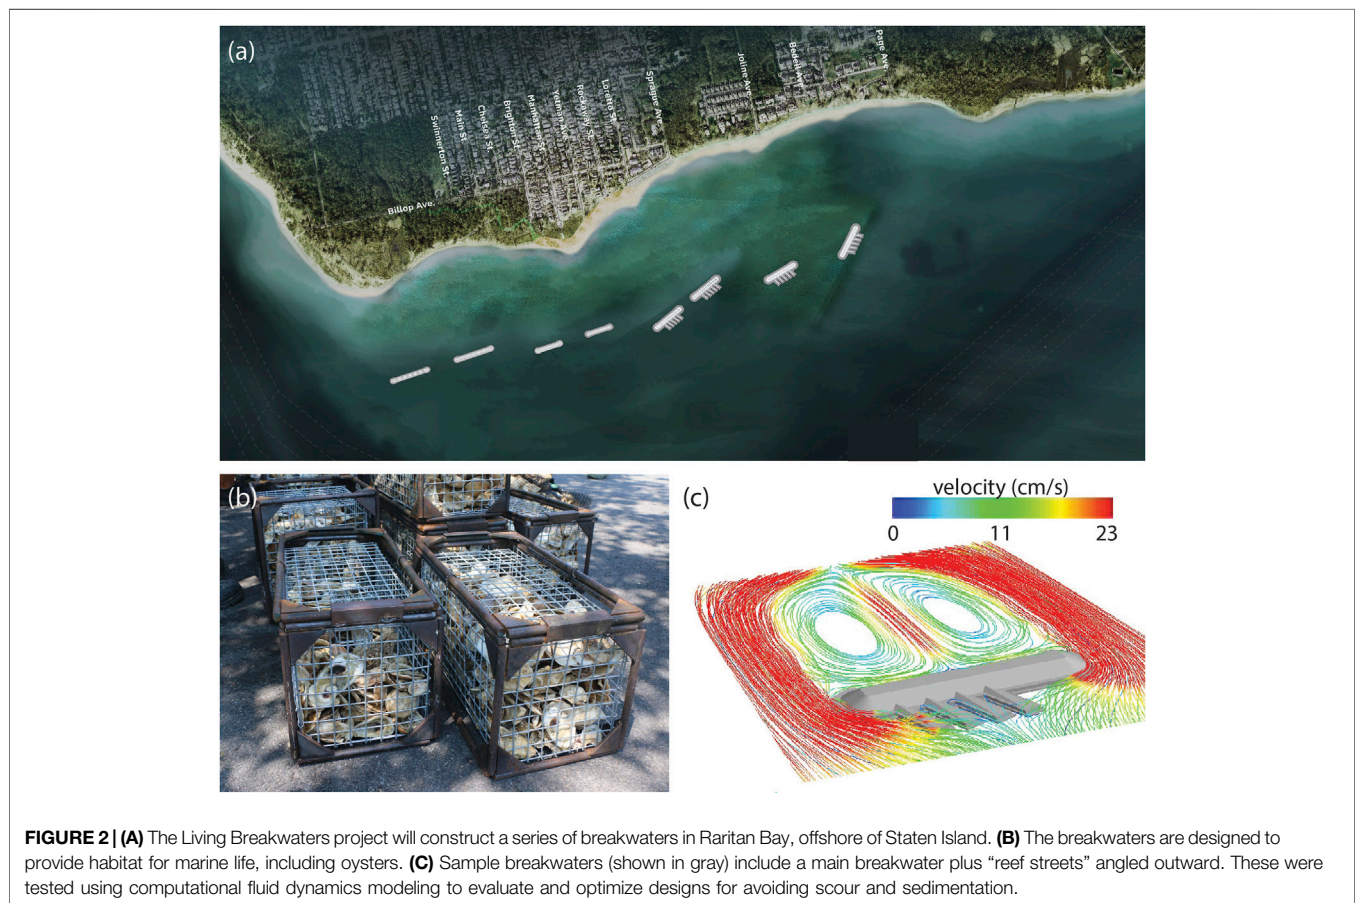 (a)
Swinnerton St.
Main St
Chelsea St.
Brighton St.
Manhattan St
Yetman Ave.
Rockaway St.
Loretto St.
Sprague Ave.
Joline Ave.
Bedell Ave.
Page Ave.
Billop Ave.
(b)
(c)
velocity (cm/s)
0 11 23
FIGURE 2 | (A) The Living Breakwaters project will construct a series of breakwaters in Raritan Bay, offshore of Staten Island. (B) The breakwaters are designed to
provide habitat for marine life, including oysters. (C) Sample breakwaters (shown in gray) include a main breakwater plus “reef streets” angled outward. These were
tested using computational fluid dynamics modeling to evaluate and optimize designs for avoiding scour and sedimentation.